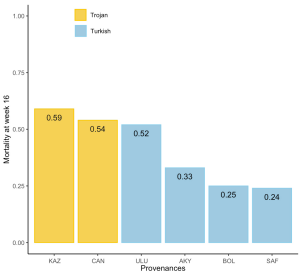 Trojan
Turkish
1.00
0.75
0.50
0.25
0.00
Mortality at week 16
0.59
0.54
0.52
0.33
0.25
0.24
KAZ CAN ULU AKY BOL SAF
Provenances